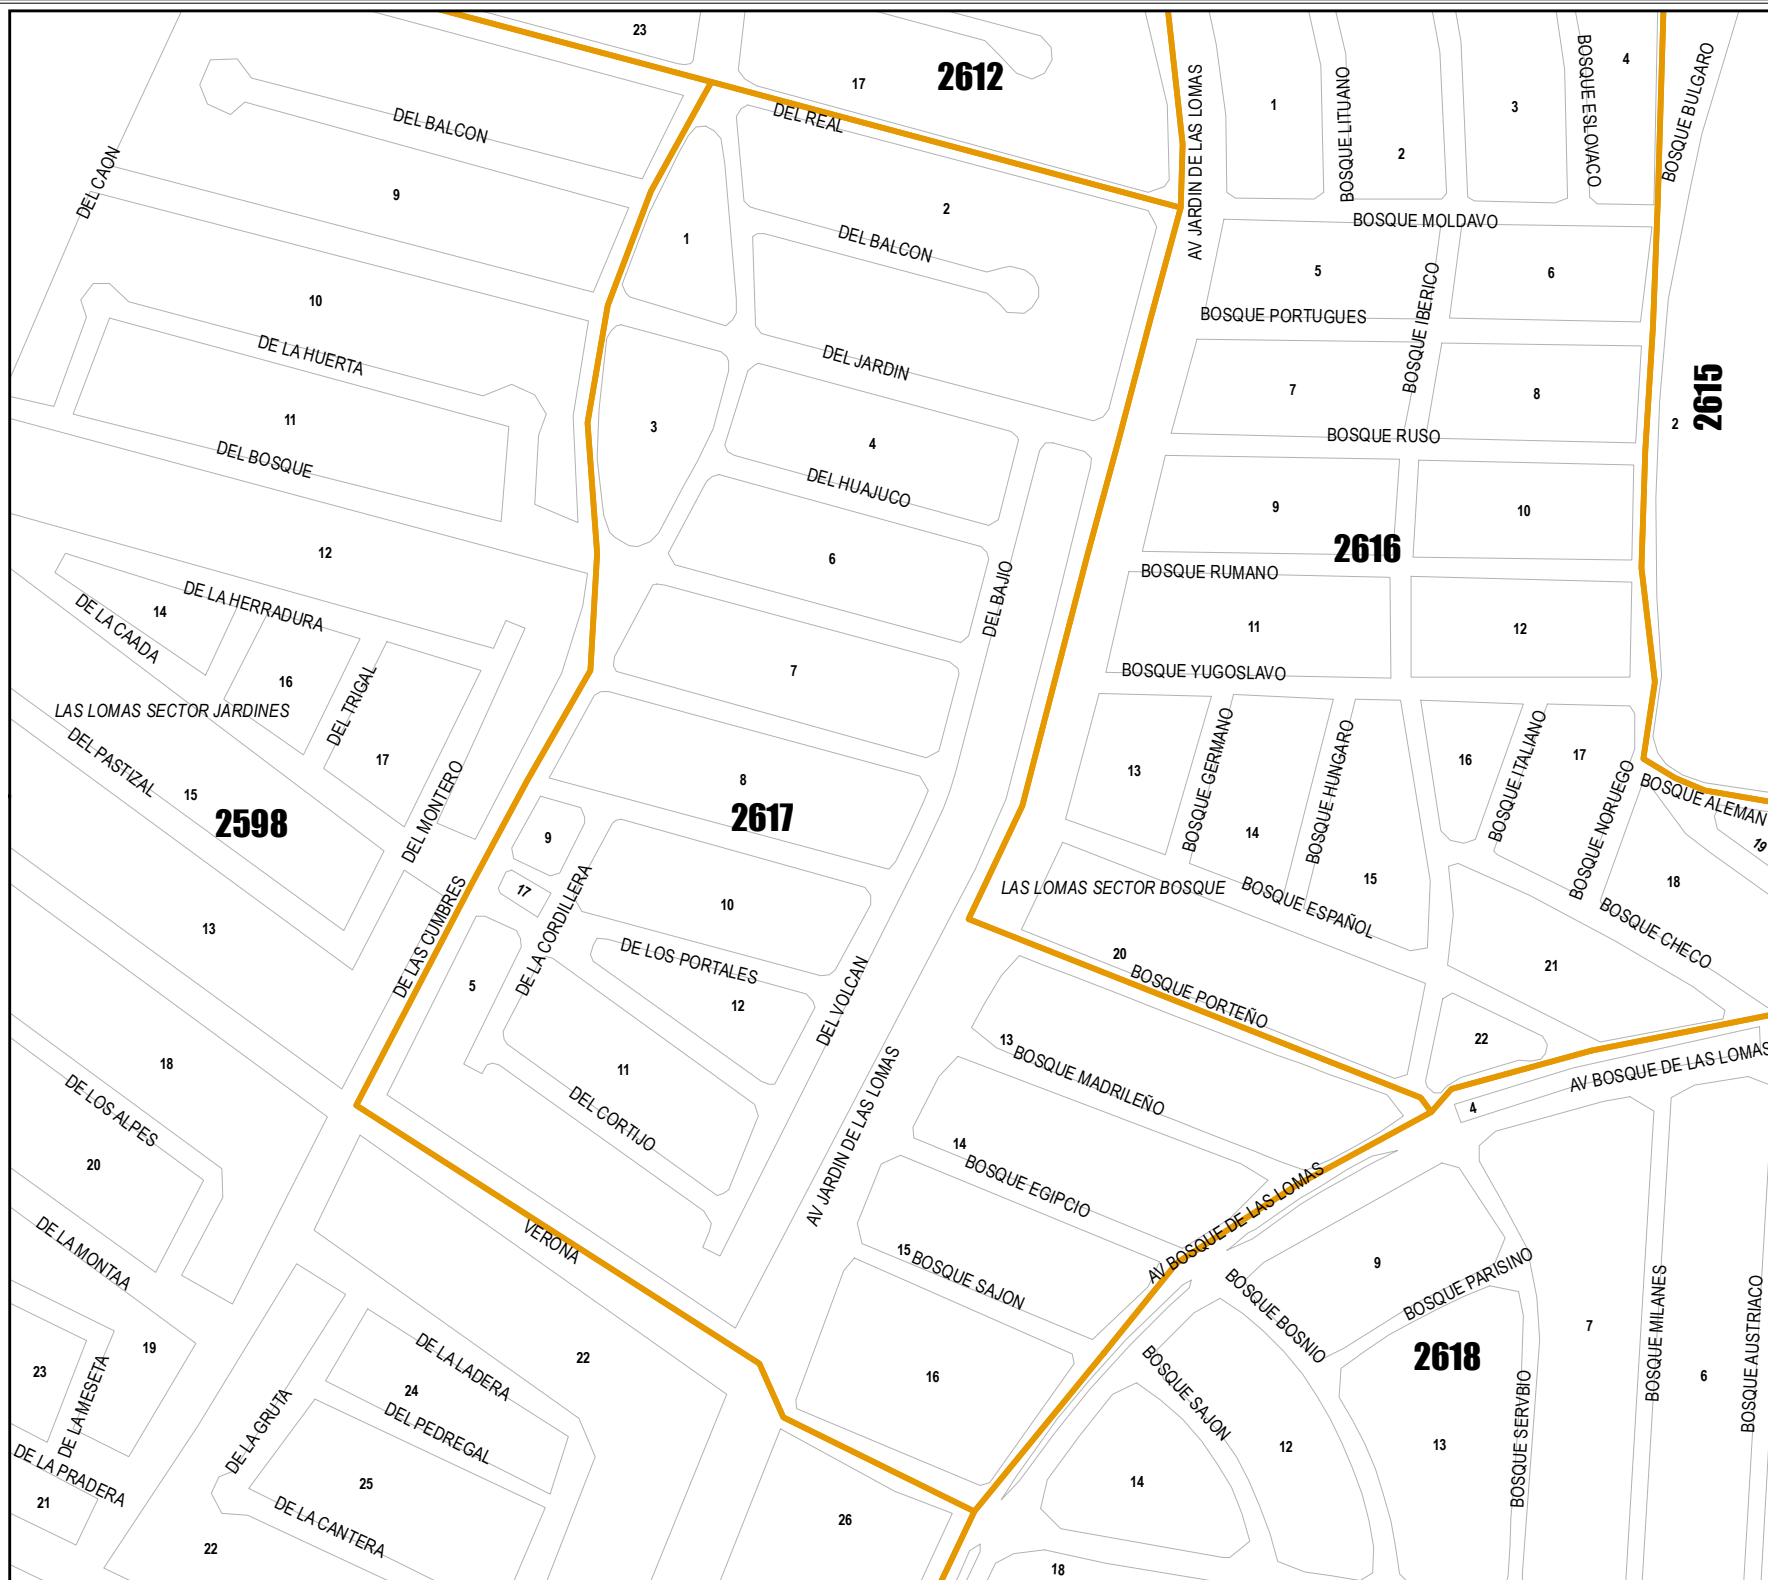 23
17
2612
DEL REAL
AV JARDIN DE LAS LOMAS
1
BOSQUE LITUANO
2
3
BOSQUE ESLOVACO
4
BOSQUE BULGARO
DEL BALCON
DEL CAON
9
1
2
DEL BALCON
BOSQUE MOLDAVO
5
BOSQUE IBERICO
6
10
BOSQUE PORTUGUES
DE LA HUERTA
DEL JARDIN
7
8
2615
2
11
3
4
BOSQUE RUSO
DEL BOSQUE
DEL HUAJUCO
9
10
2616
12
6
DEL BAJIO
BOSQUE RUMANO
DE LA HERRADURA
14
DE LA CAADA
11
12
16
DEL TRIGAL
7
BOSQUE YUGOSLAVO
LAS LOMAS SECTOR JARDINES
DEL PASTIZAL
17
15
8
13
BOSQUE GERMANO
BOSQUE HUNGARO
16
BOSQUE ITALIANO
17
BOSQUE NORUEGO
BOSQUE ALEMAN
2598
DEL MONTERO
2617
9
14
19
17
DE LA CORDILLERA
10
LAS LOMAS SECTOR BOSQUE
BOSQUE ESPAÑOL
15
18
BOSQUE CHECO
13
DE LAS CUMBRES
DE LOS PORTALES
20
BOSQUE PORTEÑO
21
5
12
DEL VOLCAN
18
11
AV JARDIN DE LAS LOMAS
13
BOSQUE MADRILEÑO
22
AV BOSQUE DE LAS LOMAS
4
DE LOS ALPES
DEL CORTIJO
20
14
BOSQUE EGIPCIO
AV BOSQUE DE LAS LOMAS
DE LA MONTAA
VERONA
15
BOSQUE SAJON
9
BOSQUE BOSNIO
BOSQUE PARISINO
7
BOSQUE MILANES
BOSQUE AUSTRIACO
6
19
23
DE LA MESETA
DE LA LADERA
22
16
2618
BOSQUE SAJON
24
DEL PEDREGAL
DE LA GRUTA
12
13
BOSQUE SERVBIO
DE LA PRADERA
21
25
DE LA CANTERA
14
26
22
18